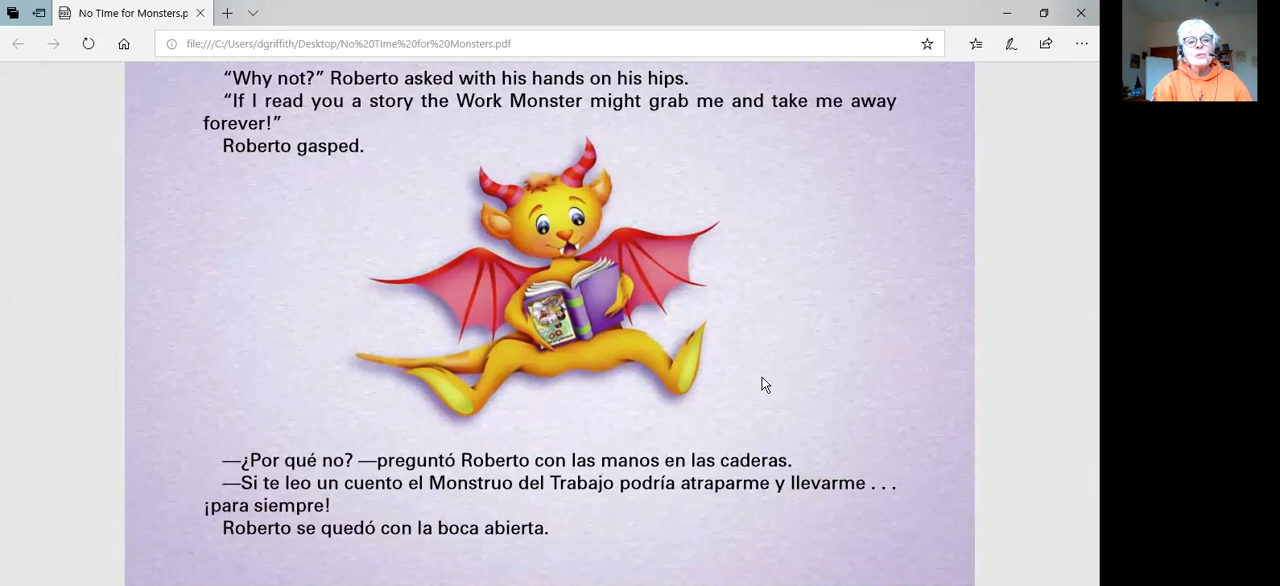 No TIme for Monsters.p
file:///C:/Users/dgriffith/Desktop/No%20TIme%20for%20Monsters.pdf
“Why not?” Roberto asked with his hands on his hips.
“If I read you a story the Work Monster might grab me and take me away
forever!”
Roberto gasped.
—¿Por qué no? —preguntó Roberto con las manos en las caderas.
—Si te leo un cuento el Monstruo del Trabajo podría atraparme y llevarme . . .
¡para siempre!
Roberto se quedó con la boca abierta.